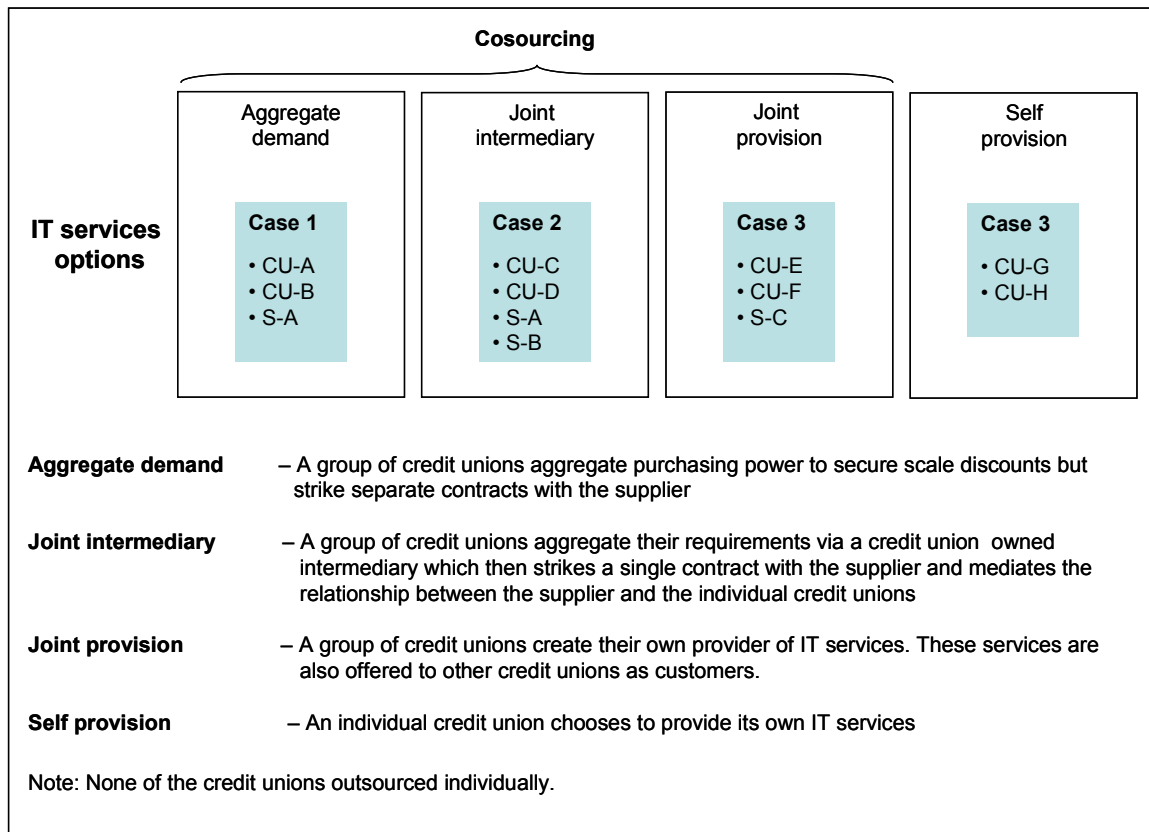 Cosourcing
Aggregate
demand
Joint
intermediary
Joint
provision
Self
provision
IT services
options
Case 1
• CU-A
• CU-B
• S-A
Case 2
• CU-C
• CU-D
• S-A
• S-B
Case 3
• CU-E
• CU-F
• S-C
Case 3
• CU-G
• CU-H
Aggregate demand – A group of credit unions aggregate purchasing power to secure scale discounts but
strike separate contracts with the supplier
Joint intermediary – A group of credit unions aggregate their requirements via a credit union owned
intermediary which then strikes a single contract with the supplier and mediates the
relationship between the supplier and the individual credit unions
Joint provision – A group of credit unions create their own provider of IT services. These services are
also offered to other credit unions as customers.
Self provision – An individual credit union chooses to provide its own IT services
Note: None of the credit unions outsourced individually.